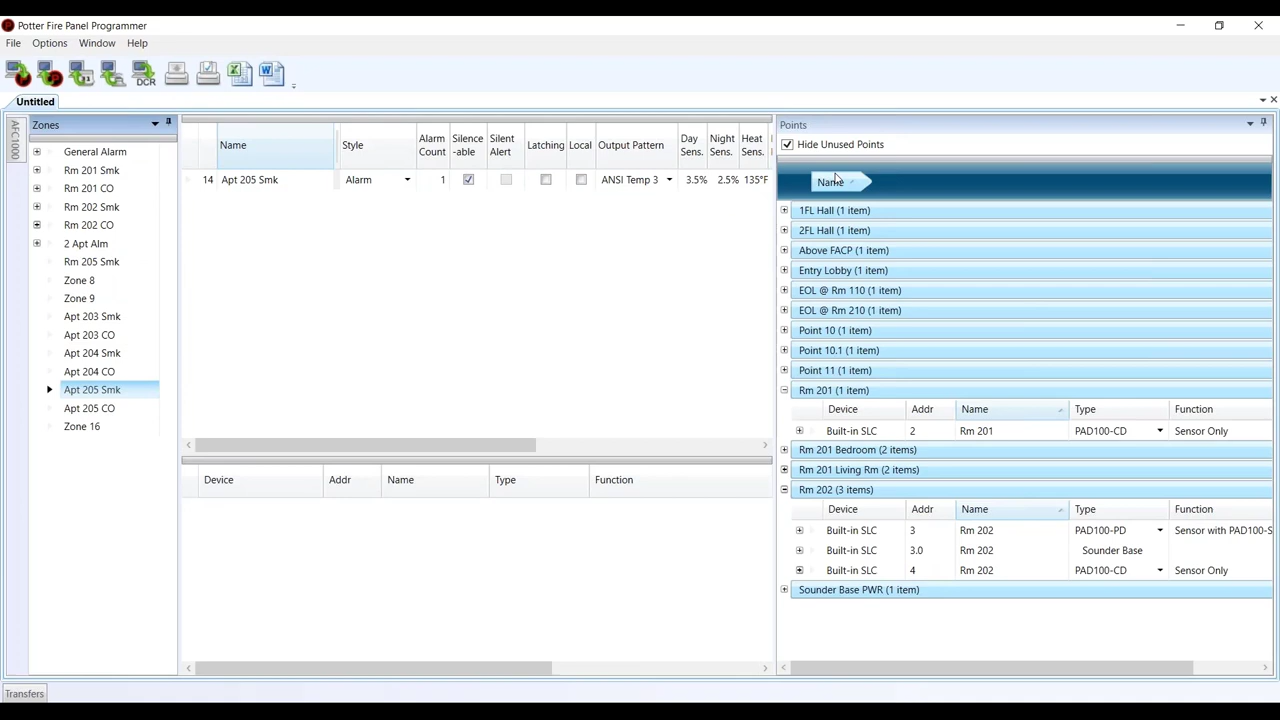 Potter Fire Panel Programmer
File Options Window Help
DCR
Untitled
AFC1000
Zones
General Alarm
Rm 201 Smk
Rm 201 CO
Rm 202 Smk
Rm 202 CO
2 Apt Alm
Rm 205 Smk
Zone 8
Zone 9
Apt 203 Smk
Apt 203 CO
Apt 204 Smk
Apt 204 CO
Apt 205 Smk
Apt 205 CO
Zone 16
Name Style Alarm Count Silence-able Silent Alert Latching Local Output Pattern Day Sens. Night Sens. Heat Sens.
14 Apt 205 Smk Alarm 1 ANSI Temp 3 3.5% 2.5% 135°F
Device Addr Name Type Function
Points
Hide Unused Points
Name
1FL Hall (1 item)
2FL Hall (1 item)
Above FACP (1 item)
Entry Lobby (1 item)
EOL @ Rm 110 (1 item)
EOL @ Rm 210 (1 item)
Point 10 (1 item)
Point 10.1 (1 item)
Point 11 (1 item)
Rm 201 (1 item)
Device Addr Name Type Function
Built-in SLC 2 Rm 201 PAD100-CD Sensor Only
Rm 201 Bedroom (2 items)
Rm 201 Living Rm (2 items)
Rm 202 (3 items)
Device Addr Name Type Function
Built-in SLC 3 Rm 202 PAD100-PD Sensor with PAD100-S
Built-in SLC 3.0 Rm 202 Sounder Base
Built-in SLC 4 Rm 202 PAD100-CD Sensor Only
Sounder Base PWR (1 item)
Transfers